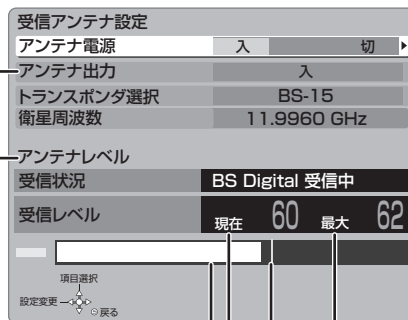 受信アンテナ設定
アンテナ電源 入 切
アンテナ出力 入
トランスポンダ選択 BS-15
衛星周波数 11.9960 GHz
アンテナレベル
受信状況 BS Digital 受信中
受信レベル 現在 60 最大 62
項目選択
設定変更 戻る